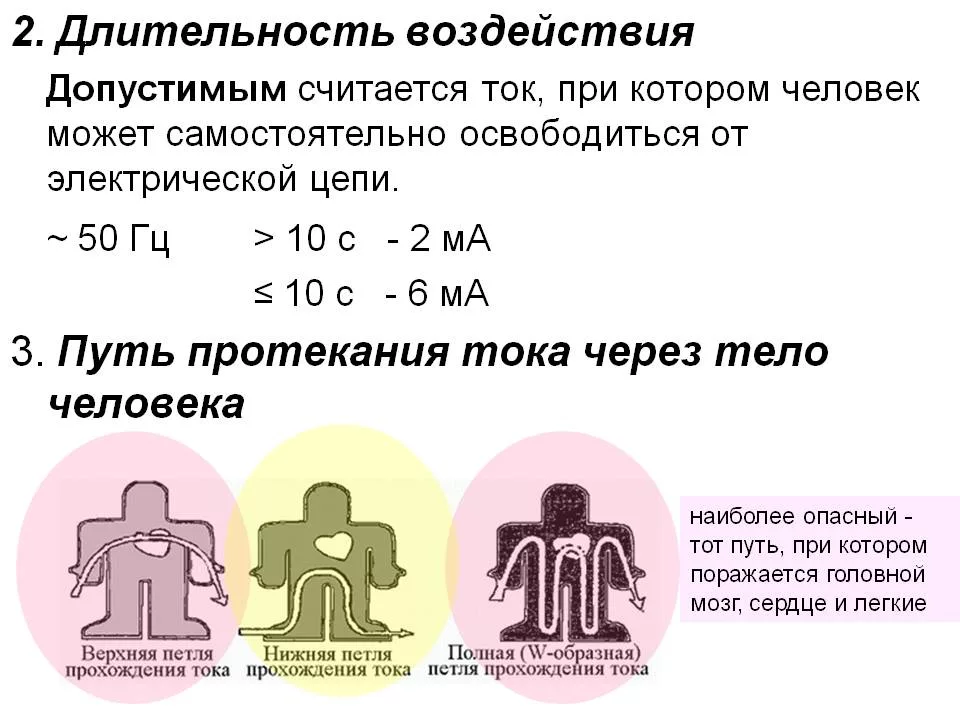 2. Длительность воздействия
Допустимым считается ток, при котором человек
может самостоятельно освободиться от
электрической цепи.
~ 50 Гц > 10 с - 2 мА
≤ 10 с - 6 мА
3. Путь протекания тока через тело
человека
наиболее опасный -
тот путь, при котором
поражается головной
мозг, сердце и легкие
Верхняя петля
прохождения тока
Нижняя петля
прохождения тока
Полная (W-образная)
петля прохождения тока